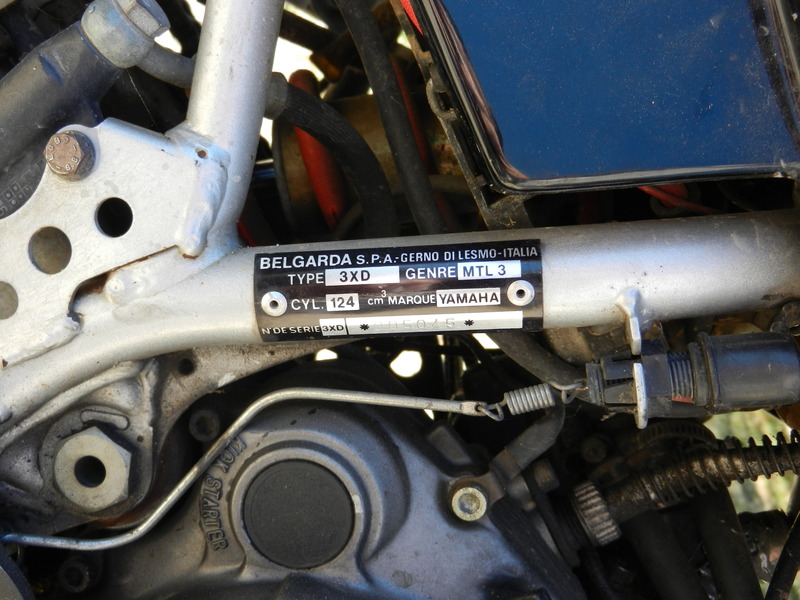 BELGARDA S.P.A.-GERNO DI LESMO-ITALIA
TYPE 3XD GENRE MTL 3
CYL. 124 cm3 MARQUE YAMAHA
N° DE SERIE 3XD
KICK STARTER